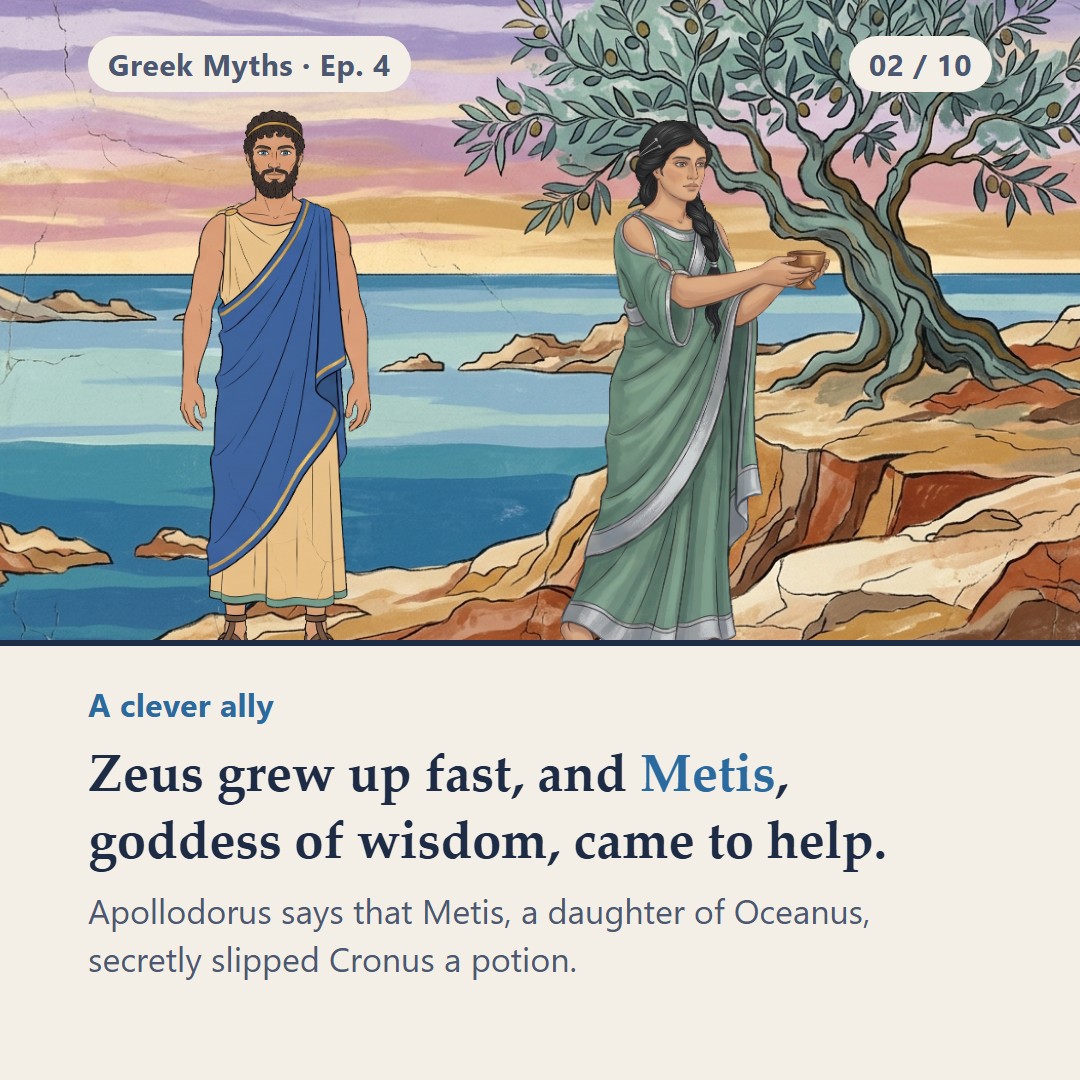 Greek Myths · Ep. 4
02 / 10
A clever ally
Zeus grew up fast, and Metis,
goddess of wisdom, came to help.
Apollodorus says that Metis, a daughter of Oceanus,
secretly slipped Cronus a potion.